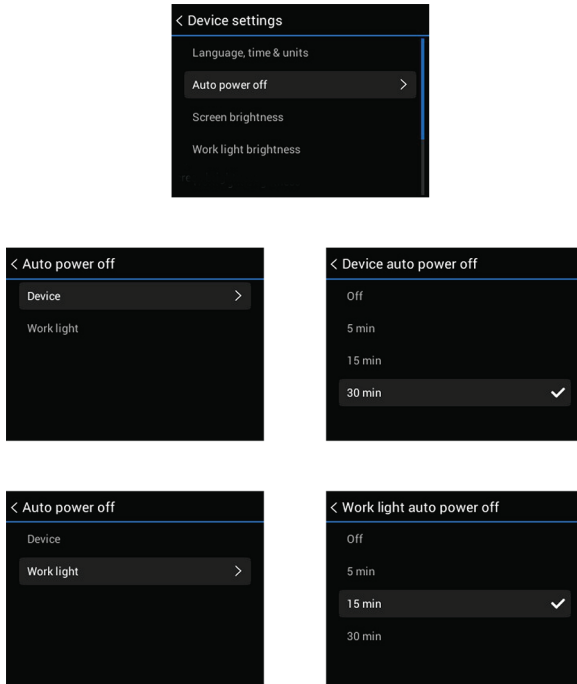 Device settings
Language, time & units
Auto power off
Screen brightness
Work light brightness
Auto power off
Device
Work light
Device auto power off
Off
5 min
15 min
30 min
Auto power off
Device
Work light
Work light auto power off
Off
5 min
15 min
30 min